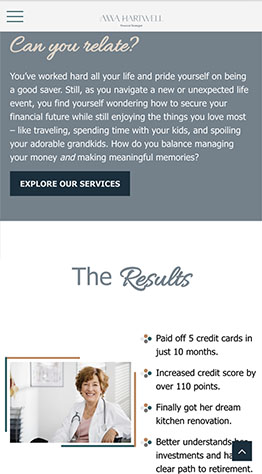 ANNA HARTWELL
Financial Strategist
Can you relate?
You've worked hard all your life and pride yourself on being
a good saver. Still, as you navigate a new or unexpected life
event, you find yourself wondering how to secure your
financial future while still enjoying the things you love most
– like traveling, spending time with your kids, and spoiling
your adorable grandkids. How do you balance managing
your money and making meaningful memories?
EXPLORE OUR SERVICES
The Results
Paid off 5 credit cards in
just 10 months.
Increased credit score by
over 110 points.
Finally got her dream
kitchen renovation.
Better understands her
investments and has
clear path to retirement.